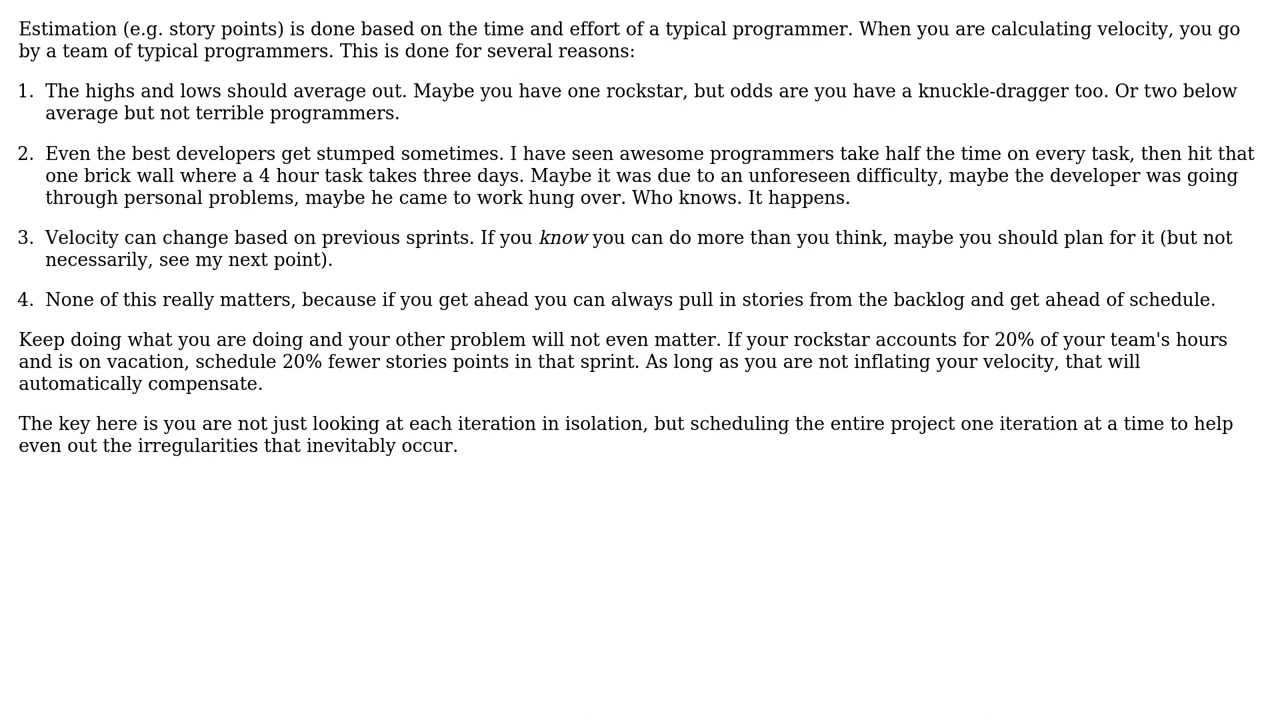 Estimation (e.g. story points) is done based on the time and effort of a typical programmer. When you are calculating velocity, you go
by a team of typical programmers. This is done for several reasons:
1. The highs and lows should average out. Maybe you have one rockstar, but odds are you have a knuckle-dragger too. Or two below
average but not terrible programmers.
2. Even the best developers get stumped sometimes. I have seen awesome programmers take half the time on every task, then hit that
one brick wall where a 4 hour task takes three days. Maybe it was due to an unforeseen difficulty, maybe the developer was going
through personal problems, maybe he came to work hung over. Who knows. It happens.
3. Velocity can change based on previous sprints. If you know you can do more than you think, maybe you should plan for it (but not
necessarily, see my next point).
4. None of this really matters, because if you get ahead you can always pull in stories from the backlog and get ahead of schedule.
Keep doing what you are doing and your other problem will not even matter. If your rockstar accounts for 20% of your team's hours
and is on vacation, schedule 20% fewer stories points in that sprint. As long as you are not inflating your velocity, that will
automatically compensate.
The key here is you are not just looking at each iteration in isolation, but scheduling the entire project one iteration at a time to help
even out the irregularities that inevitably occur.